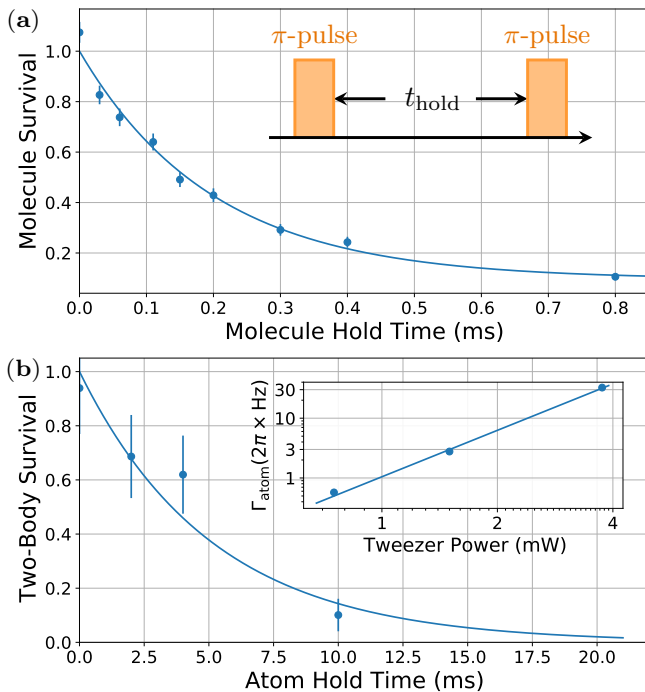 (a)
π-pulse π-pulse
t_hold
Molecule Survival
1.0
0.8
0.6
0.4
0.2
0.0 0.1 0.2 0.3 0.4 0.5 0.6 0.7 0.8
Molecule Hold Time (ms)
(b)
Two-Body Survival
1.0
0.8
0.6
0.4
0.2
0.0
Γ_atom(2π × Hz)
30
10
3
1
1 2 4
Tweezer Power (mW)
0.0 2.5 5.0 7.5 10.0 12.5 15.0 17.5 20.0
Atom Hold Time (ms)